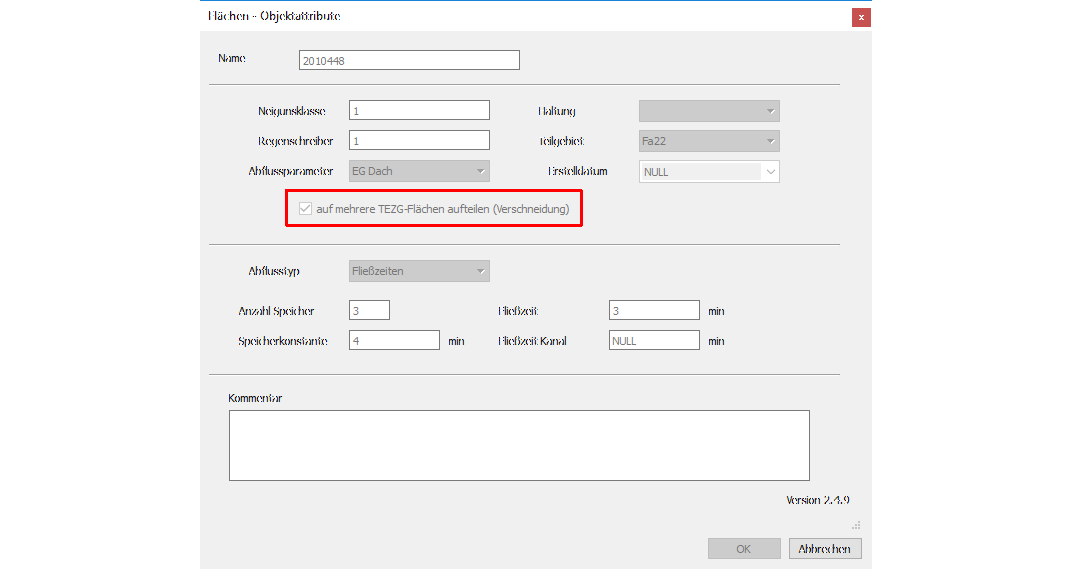 Flächen - Objektattribute
x
Name 2010448
Neigunsklasse 1 Haltung
Regenschreiber 1 Teilgebiet Fa22
Abflussparameter EG Dach Erstelldatum NULL
auf mehrere TEZG-Flächen aufteilen (Verschneidung)
Abflusstyp Fließzeiten
Anzahl Speicher 3 Fließzeit 3 min
Speicherkonstante 4 min Fließzeit Kanal NULL min
Kommentar
Version 2.4.9
OK Abbrechen